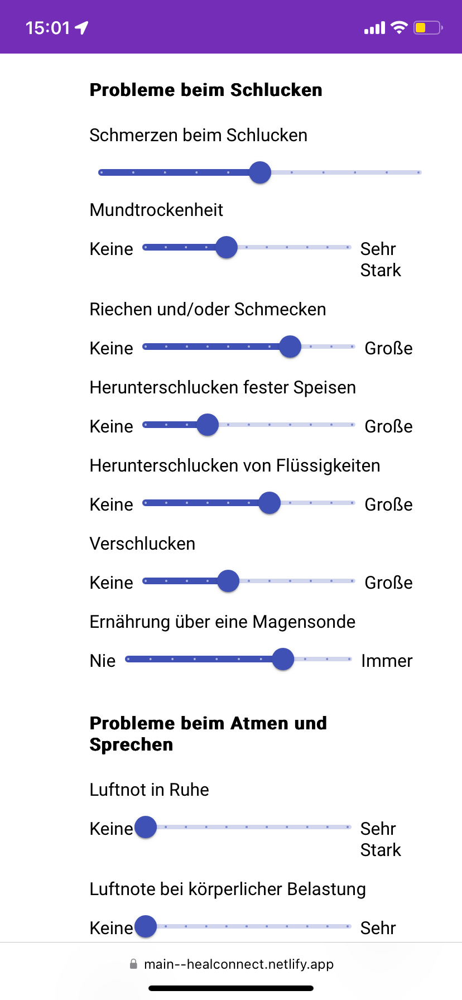 15:01
Probleme beim Schlucken
Schmerzen beim Schlucken
Mundtrockenheit
Keine Sehr
Stark
Riechen und/oder Schmecken
Keine Große
Herunterschlucken fester Speisen
Keine Große
Herunterschlucken von Flüssigkeiten
Keine Große
Verschlucken
Keine Große
Ernährung über eine Magensonde
Nie Immer
Probleme beim Atmen und
Sprechen
Luftnot in Ruhe
Keine Sehr
Stark
Luftnote bei körperlicher Belastung
Keine Sehr
main--healconnect.netlify.app